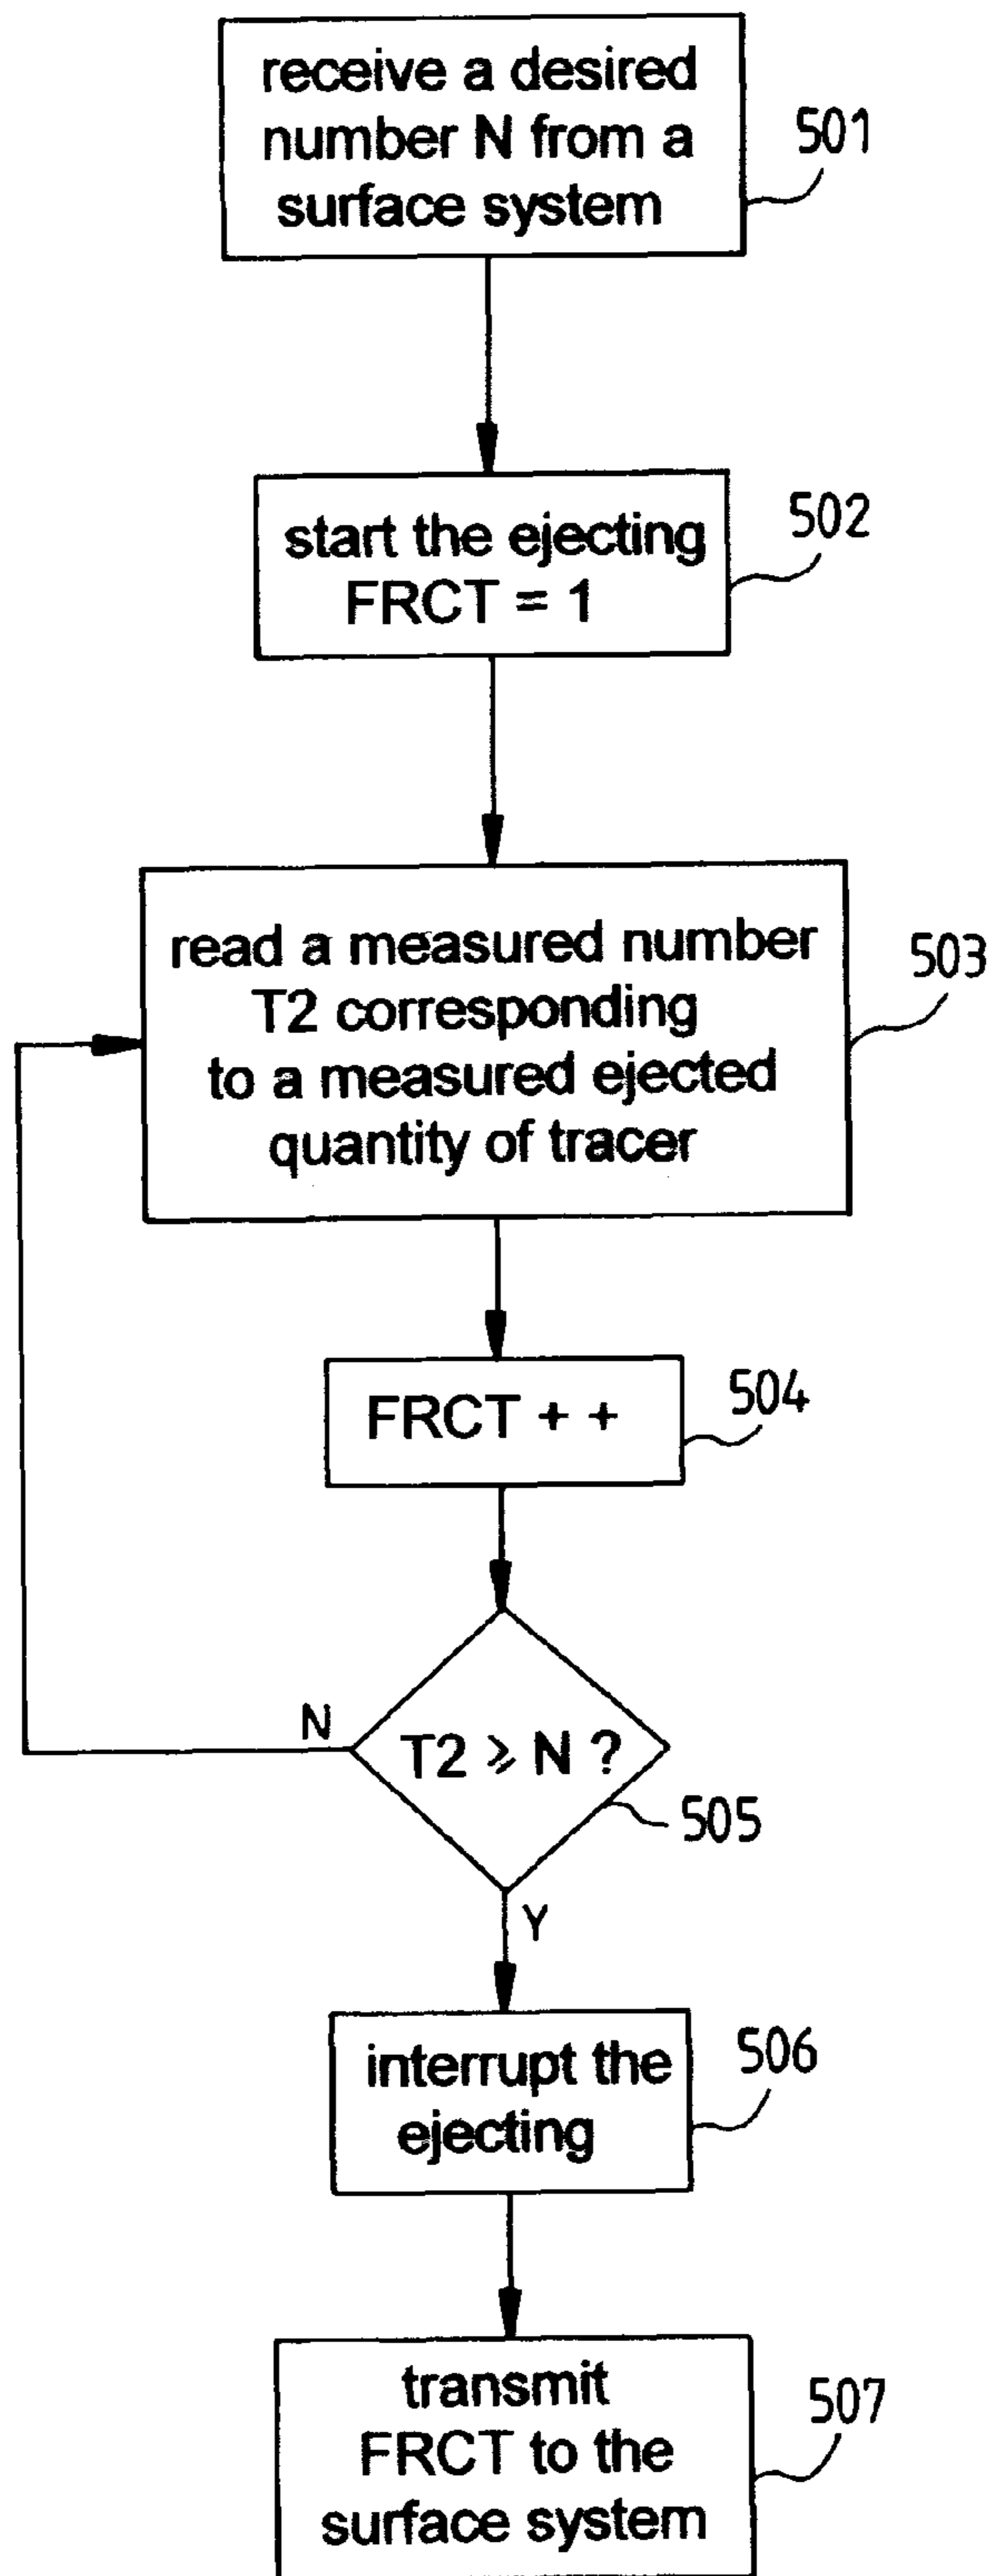 receive a desired
number N from a
surface system
501
start the ejecting
FRCT = 1
502
read a measured number
T2 corresponding
to a measured ejected
quantity of tracer
503
FRCT + +
504
N
T2 ⩾ N ?
505
Y
interrupt the
ejecting
506
transmit
FRCT to the
surface system
507